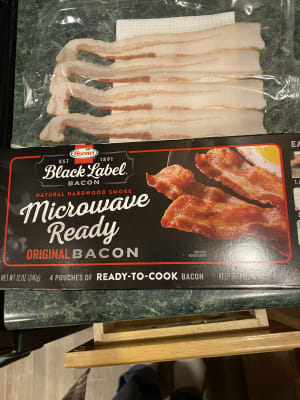 Hormel
EST 1891
Black Label
BACON
NATURAL HARDWOOD SMOKE
Microwave
Ready
ORIGINAL BACON
NET WT 12 OZ (340g) 4 POUCHES OF READY-TO-COOK BACON